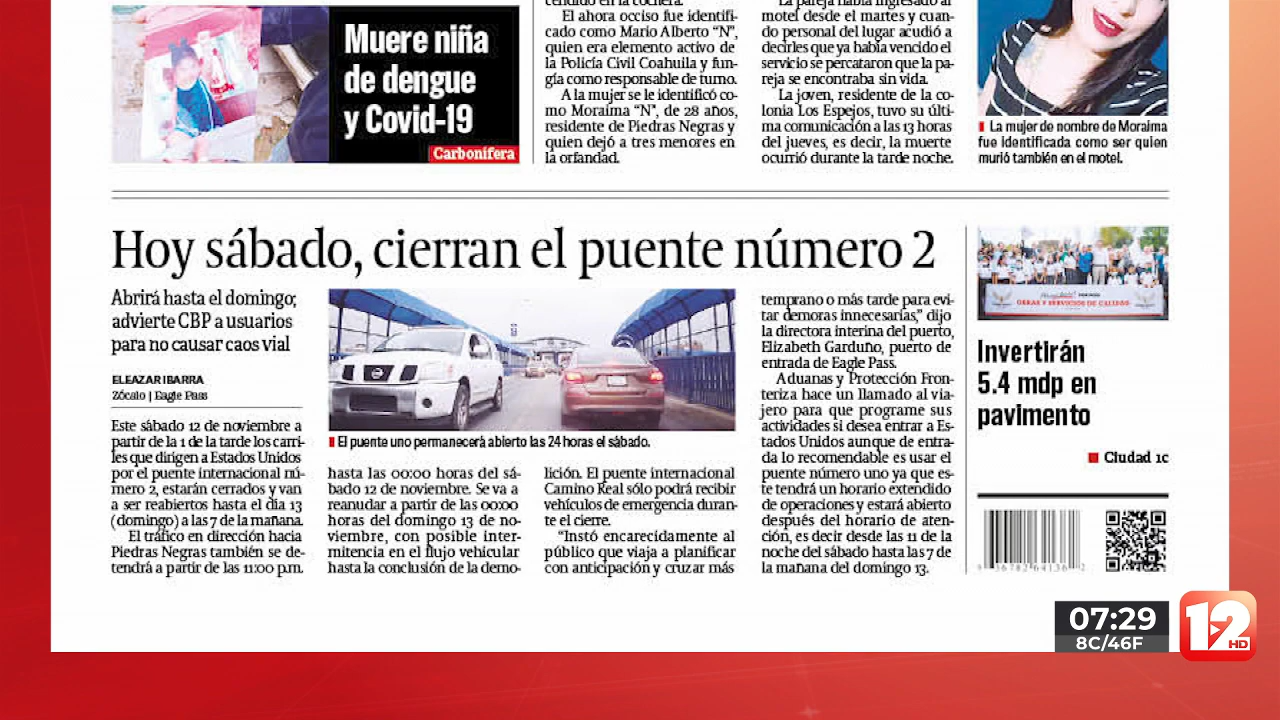 Muere niña
de dengue
y Covid-19
Carbonífera
El ahora occiso fue identifi-
cado como Mario Alberto “N”,
quien era elemento activo de
la Policía Civil Coahuila y fun-
gía como responsable de turno.
A la mujer se le identificó co-
mo Moraima “N”, de 28 años,
residente de Piedras Negras y
quien dejó a tres menores en
la orfandad.
La pareja había ingresado al
motel desde el martes y cuan-
do personal del lugar acudió a
decirles que ya había vencido el
servicio se percataron que la pa-
reja se encontraba sin vida.
La joven, residente de la co-
lonia Los Espejos, tuvo su últi-
ma comunicación a las 13 horas
del jueves, es decir, la muerte
ocurrió durante la tarde noche.
La mujer de nombre de Moraima
fue identificada como ser quien
murió también en el motel.
Hoy sábado, cierran el puente número 2
Abrirá hasta el domingo;
advierte CBP a usuarios
para no causar caos vial
ELEAZAR IBARRA
Zócalo | Eagle Pass
Este sábado 12 de noviembre a
partir de la 1 de la tarde los carri-
les que dirigen a Estados Unidos
por el puente internacional nú-
mero 2, estarán cerrados y van
a ser reabiertos hasta el día 13
(domingo) a las 7 de la mañana.
El tráfico en dirección hacia
Piedras Negras también se de-
tendrá a partir de las 11:00 p.m.
El puente uno permanecerá abierto las 24 horas el sábado.
hasta las 00:00 horas del sá-
bado 12 de noviembre. Se va a
reanudar a partir de las 00:00
horas del domingo 13 de no-
viembre, con posible inter-
mitencia en el flujo vehicular
hasta la conclusión de la demo-
lición. El puente internacional
Camino Real sólo podrá recibir
vehículos de emergencia duran-
te el cierre.
“Instó encarecidamente al
público que viaja a planificar
con anticipación y cruzar más
temprano o más tarde para evi-
tar demoras innecesarias,” dijo
la directora interina del puerto,
Elizabeth Garduño, puerto de
entrada de Eagle Pass.
Aduanas y Protección Fron-
teriza hace un llamado al via-
jero para que programe sus
actividades si desea entrar a Es-
tados Unidos aunque de entra-
da lo recomendable es usar el
puente número uno ya que es-
te tendrá un horario extendido
de operaciones y estará abierto
después del horario de aten-
ción, es decir desde las 11 de la
noche del sábado hasta las 7 de
la mañana del domingo 13.
OBRAS Y SERVICIOS DE CALIDAD
Invertirán
5.4 mdp en
pavimento
Ciudad 1c
07:29
8C/46F
12
HD